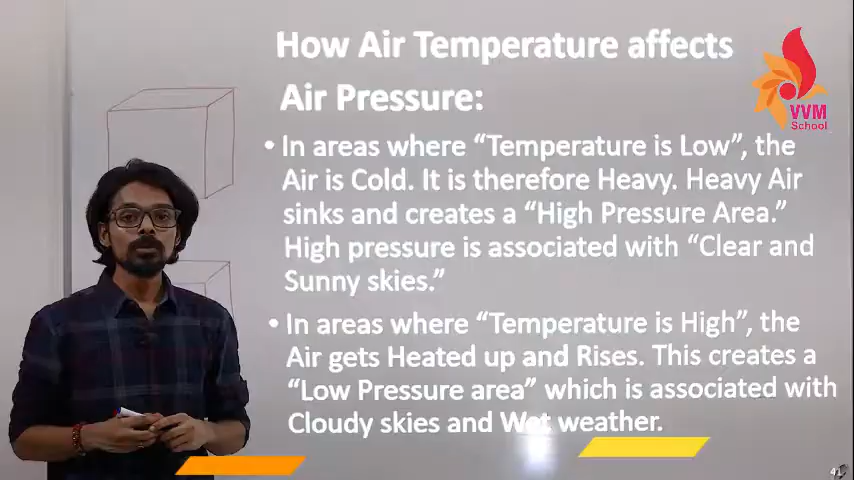 How Air Temperature affects
Air Pressure:
VVM
School
• In areas where “Temperature is Low”, the
Air is Cold. It is therefore Heavy. Heavy Air
sinks and creates a “High Pressure Area.”
High pressure is associated with “Clear and
Sunny skies.”
• In areas where “Temperature is High”, the
Air gets Heated up and Rises. This creates a
“Low Pressure area” which is associated with
Cloudy skies and Wet weather.